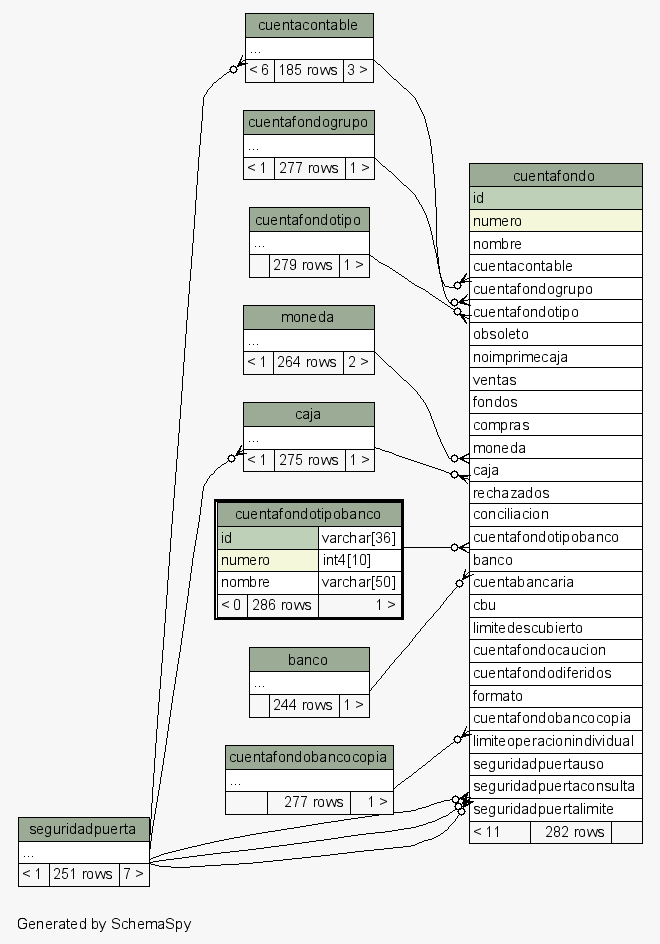 cuentacontable
...
< 6 185 rows 3 >
cuentafondogrupo
...
< 1 277 rows 1 >
cuentafondotipo
...
279 rows 1 >
moneda
...
< 1 264 rows 2 >
caja
...
< 1 275 rows 1 >
cuentafondotipobanco
id varchar[36]
numero int4[10]
nombre varchar[50]
< 0 286 rows 1 >
banco
...
244 rows 1 >
cuentafondobancocopia
...
277 rows 1 >
seguridadpuerta
...
< 1 251 rows 7 >
cuentafondo
id
numero
nombre
cuentacontable
cuentafondogrupo
cuentafondotipo
obsoleto
noimprimecaja
ventas
fondos
compras
moneda
caja
rechazados
conciliacion
cuentafondotipobanco
banco
cuentabancaria
cbu
limitedescubierto
cuentafondocaucion
cuentafondodiferidos
formato
cuentafondobancocopia
limiteoperacionindividual
seguridadpuertauso
seguridadpuertaconsulta
seguridadpuertalimite
< 11 282 rows
Generated by SchemaSpy